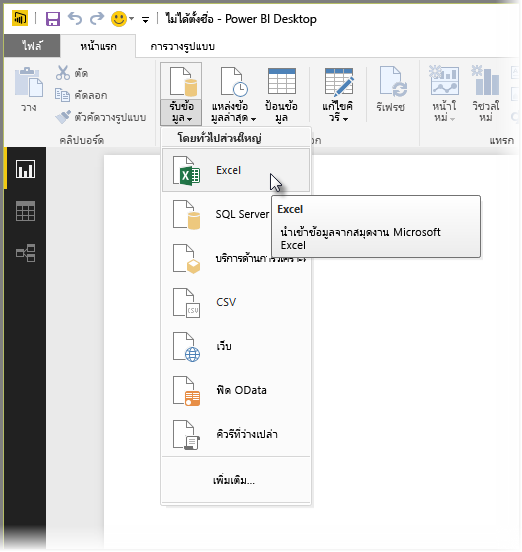 ไม่ได้ตั้งชื่อ - Power BI Desktop
ไฟล์ หน้าแรก การวางรูปแบบ
วาง
ตัด
คัดลอก
ตัวคัดวางรูปแบบ
คลิปบอร์ด
รับข้อ
มูล
แหล่งข้อ
มูลล่าสุด
ป้อนข้อ
มูล
แก้ไขคิ
วรี
รีเฟรช
หน้าใ
หม่
วิชวลใ
หม่
แทรก
โดยทั่วไปส่วนใหญ่
Excel
SQL Server
Excel
นำเข้าข้อมูลจากสมุดงาน Microsoft
Excel
บริการด้านการวิเคราะห์
CSV
เว็บ
ฟีด OData
คิวรีที่ว่างเปล่า
เพิ่มเติม...